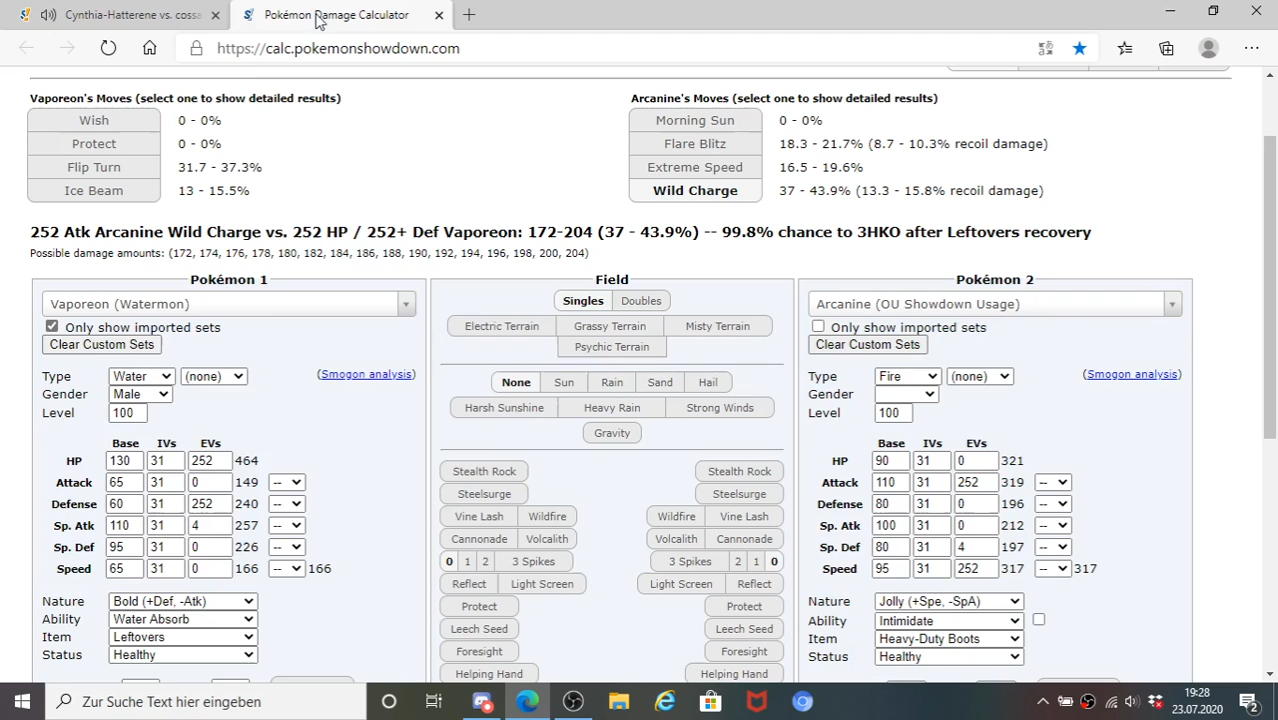 Cynthia-Hatterene vs. cossa
Pokémon Damage Calculator
https://calc.pokemonshowdown.com
Vaporeon's Moves (select one to show detailed results)
Wish 0 - 0%
Protect 0 - 0%
Flip Turn 31.7 - 37.3%
Ice Beam 13 - 15.5%
Arcanine's Moves (select one to show detailed results)
Morning Sun 0 - 0%
Flare Blitz 18.3 - 21.7% (8.7 - 10.3% recoil damage)
Extreme Speed 16.5 - 19.6%
Wild Charge 37 - 43.9% (13.3 - 15.8% recoil damage)
252 Atk Arcanine Wild Charge vs. 252 HP / 252+ Def Vaporeon: 172-204 (37 - 43.9%) -- 99.8% chance to 3HKO after Leftovers recovery
Possible damage amounts: (172, 174, 176, 178, 180, 182, 184, 186, 188, 190, 192, 194, 196, 198, 200, 204)
Pokémon 1
Vaporeon (Watermon)
Only show imported sets
Clear Custom Sets
Type Water (none) (Smogon analysis)
Gender Male
Level 100
Base IVs EVs
HP 130 31 252 464
Attack 65 31 0 149 --
Defense 60 31 252 240 --
Sp. Atk 110 31 4 257 --
Sp. Def 95 31 0 226 --
Speed 65 31 0 166 -- 166
Nature Bold (+Def, -Atk)
Ability Water Absorb
Item Leftovers
Status Healthy
Field
Singles Doubles
Electric Terrain Grassy Terrain Misty Terrain
Psychic Terrain
None Sun Rain Sand Hail
Harsh Sunshine Heavy Rain Strong Winds
Gravity
Stealth Rock Stealth Rock
Steelsurge Steelsurge
Vine Lash Wildfire Wildfire Vine Lash
Cannonade Volcalith Volcalith Cannonade
0 1 2 3 Spikes 3 Spikes 2 1 0
Reflect Light Screen Light Screen Reflect
Protect Protect
Leech Seed Leech Seed
Foresight Foresight
Helping Hand Helping Hand
Pokémon 2
Arcanine (OU Showdown Usage)
Only show imported sets
Clear Custom Sets
Type Fire (none) (Smogon analysis)
Gender
Level 100
Base IVs EVs
HP 90 31 0 321
Attack 110 31 252 319 --
Defense 80 31 0 196 --
Sp. Atk 100 31 0 212 --
Sp. Def 80 31 4 197 --
Speed 95 31 252 317 -- 317
Nature Jolly (+Spe, -SpA)
Ability Intimidate
Item Heavy-Duty Boots
Status Healthy
Zur Suche Text hier eingeben
19:28
23.07.2020
2